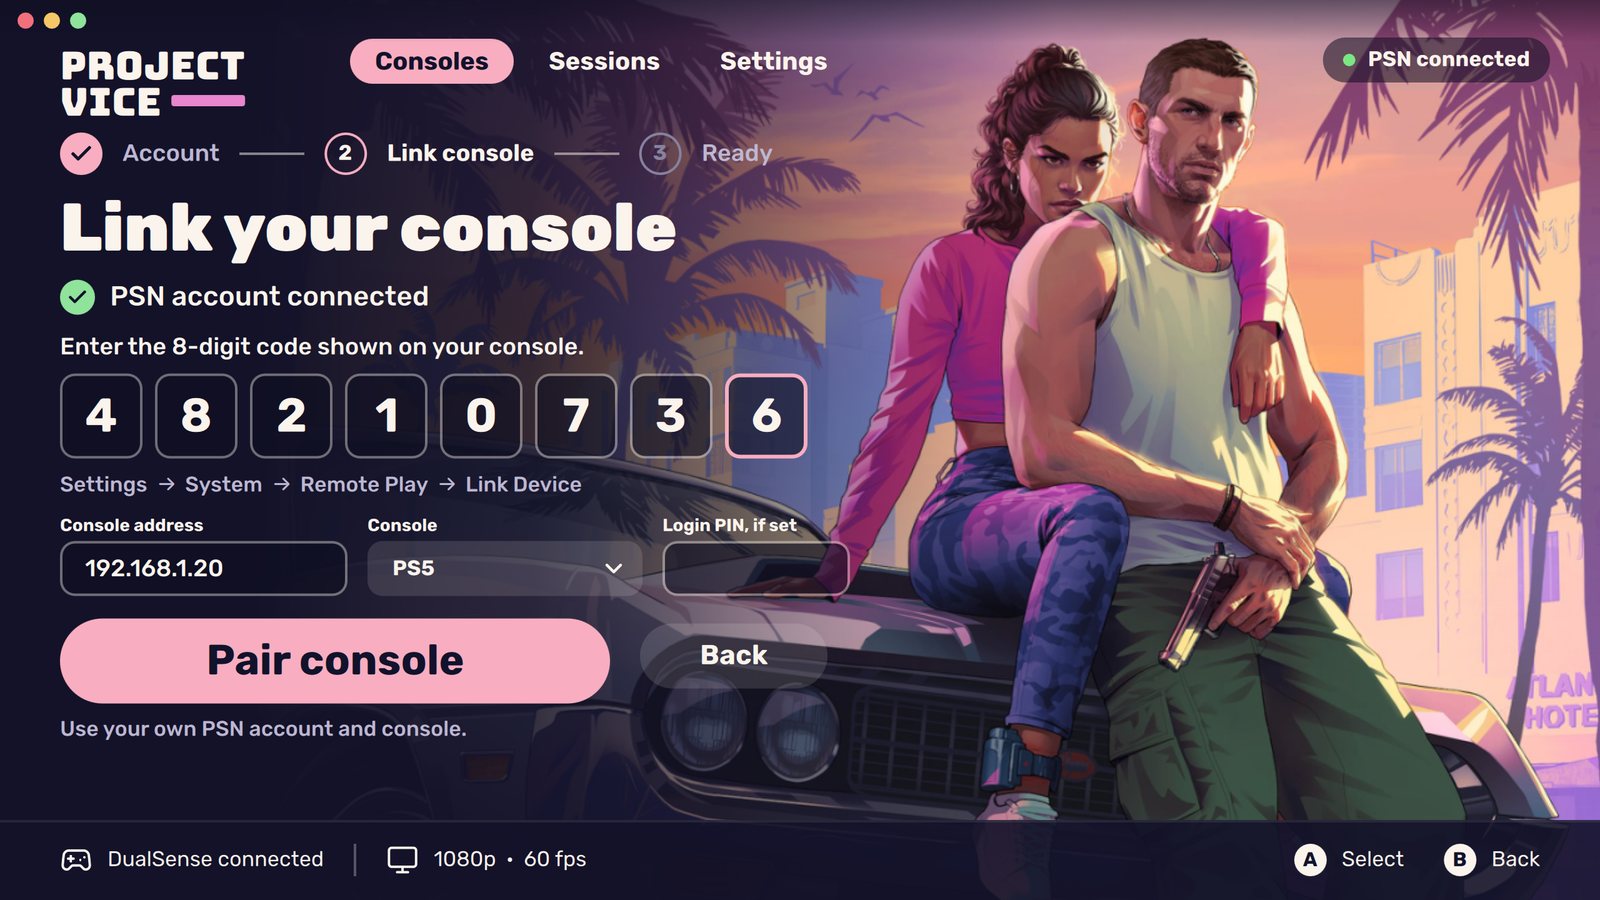 PROJECT
VICE
Consoles
Sessions
Settings
PSN connected
Account
2
Link console
3
Ready
Link your console
PSN account connected
Enter the 8-digit code shown on your console.
4 8 2 1 0 7 3 6
Settings → System → Remote Play → Link Device
Console address
192.168.1.20
Console
PS5
Login PIN, if set
Pair console
Back
Use your own PSN account and console.
DualSense connected
1080p • 60 fps
A Select
B Back
HOTE